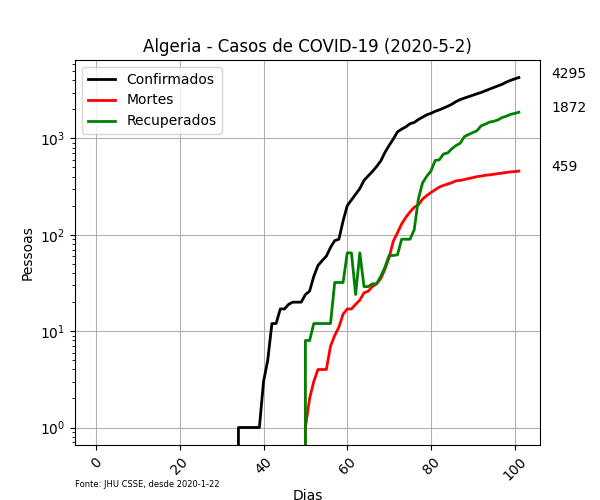 Algeria - Casos de COVID-19 (2020-5-2)
Confirmados
Mortes
Recuperados
4295
1872
459
Pessoas
10³
10²
10¹
10⁰
0 20 40 60 80 100
Fonte: JHU CSSE, desde 2020-1-22
Dias